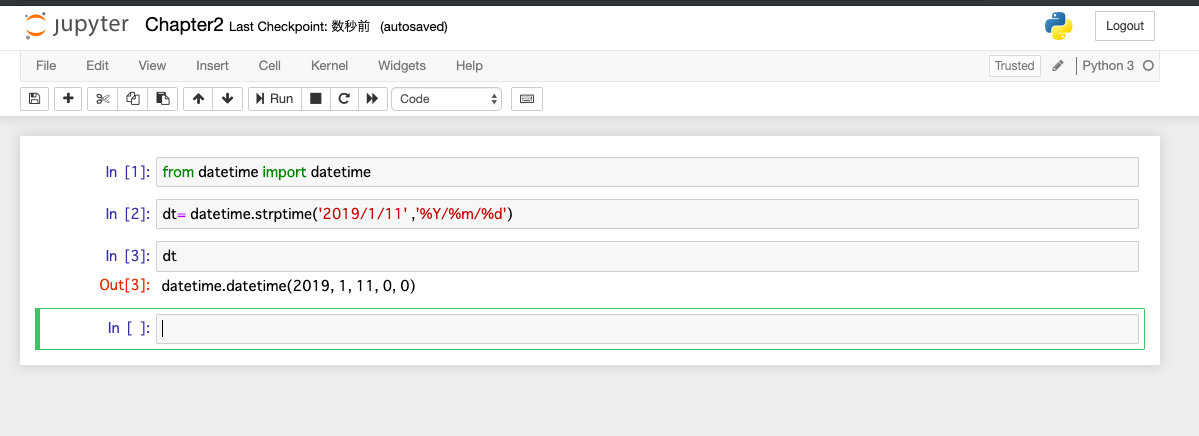 jupyter Chapter2 Last Checkpoint: 数秒前 (autosaved) Logout
File Edit View Insert Cell Kernel Widgets Help Trusted Python 3
Run Code
In [1]: from datetime import datetime
In [2]: dt= datetime.strptime('2019/1/11' ,'%Y/%m/%d')
In [3]: dt
Out[3]: datetime.datetime(2019, 1, 11, 0, 0)
In [ ]: